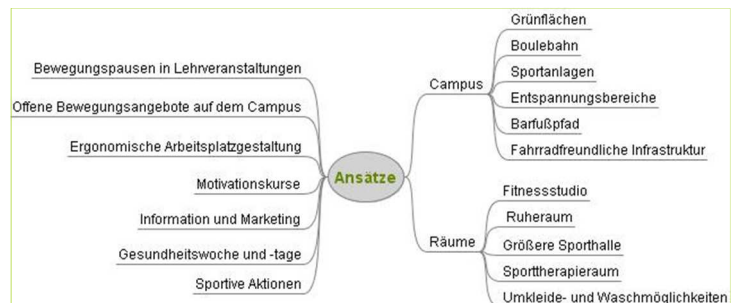 Bewegungspausen in Lehrveranstaltungen
Offene Bewegungsangebote auf dem Campus
Ergonomische Arbeitsplatzgestaltung
Motivationskurse
Information und Marketing
Gesundheitswoche und -tage
Sportive Aktionen
Ansätze
Campus
Grünflächen
Boulebahn
Sportanlagen
Entspannungsbereiche
Barfußpfad
Fahrradfreundliche Infrastruktur
Räume
Fitnessstudio
Ruheraum
Größere Sporthalle
Sporttherapieraum
Umkleide- und Waschmöglichkeiten